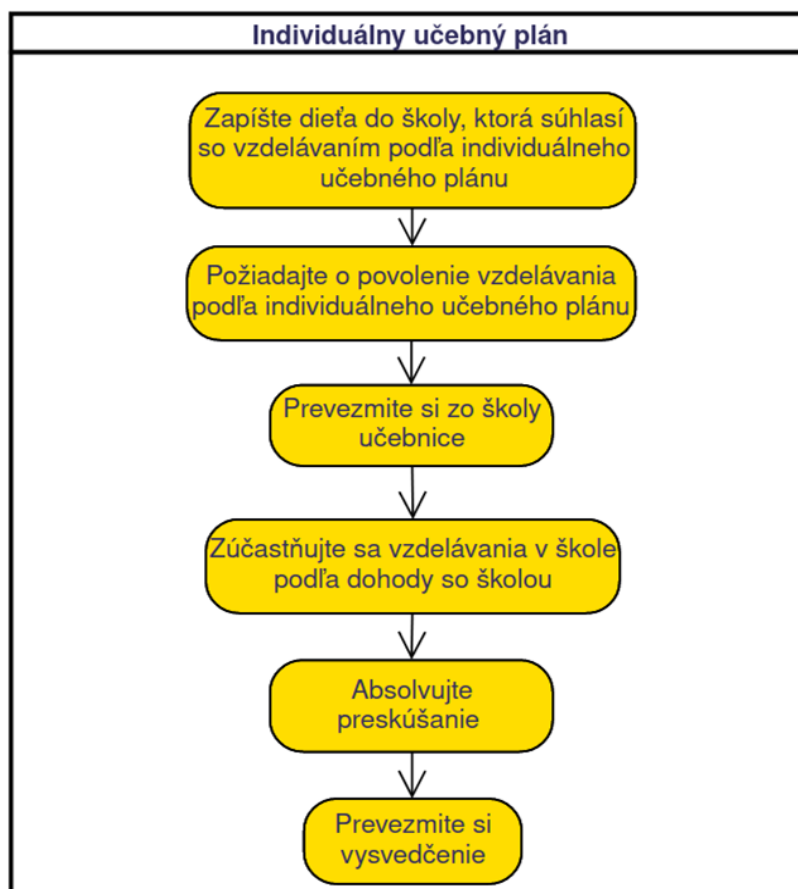 Individuálny učebný plán
Zapíšte dieťa do školy, ktorá súhlasí
so vzdelávaním podľa individuálneho
učebného plánu
Požiadajte o povolenie vzdelávania
podľa individuálneho učebného plánu
Prevezmite si zo školy
učebnice
Zúčastňujte sa vzdelávania v škole
podľa dohody so školou
Absolvujte
preskúšanie
Prevezmite si
vysvedčenie